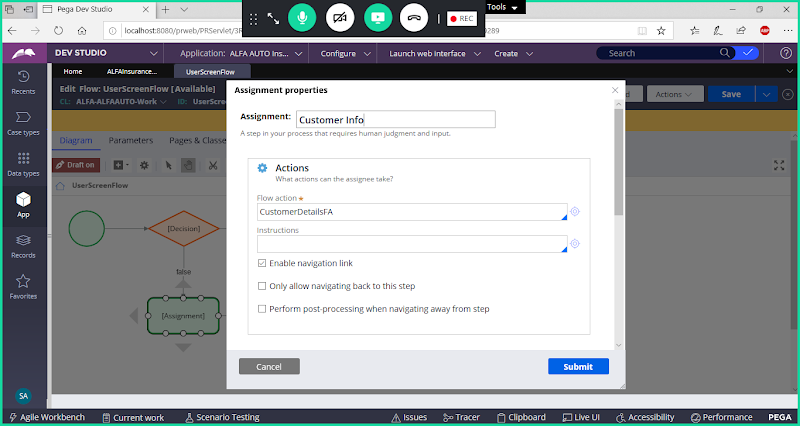 Pega Dev Studio
Tools
REC
localhost:8080/prweb/PRServlet/3R
0289
DEV STUDIO
Application: ALFA AUTO Ins...
Configure
Launch web interface
Create
Search
Home
ALFAInsurance...
UserScreenFlow
Recents
Edit Flow: UserScreenFlow [Available]
CL: ALFA-ALFAAUTO-Work
ID: UserScre
Actions
Save
Case types
Diagram
Parameters
Pages & Classes
Data types
Draft on
App
UserScreenFlow
[Decision]
false
Records
[Assignment]
Favorites
SA
Assignment properties
Assignment: Customer Info
A step in your process that requires human judgment and input.
Actions
What actions can the assignee take?
Flow action
CustomerDetailsFA
Instructions
Enable navigation link
Only allow navigating back to this step
Perform post-processing when navigating away from step
Cancel
Submit
Agile Workbench
Current work
Scenario Testing
Issues
Tracer
Clipboard
Live UI
Accessibility
Performance
PEGA